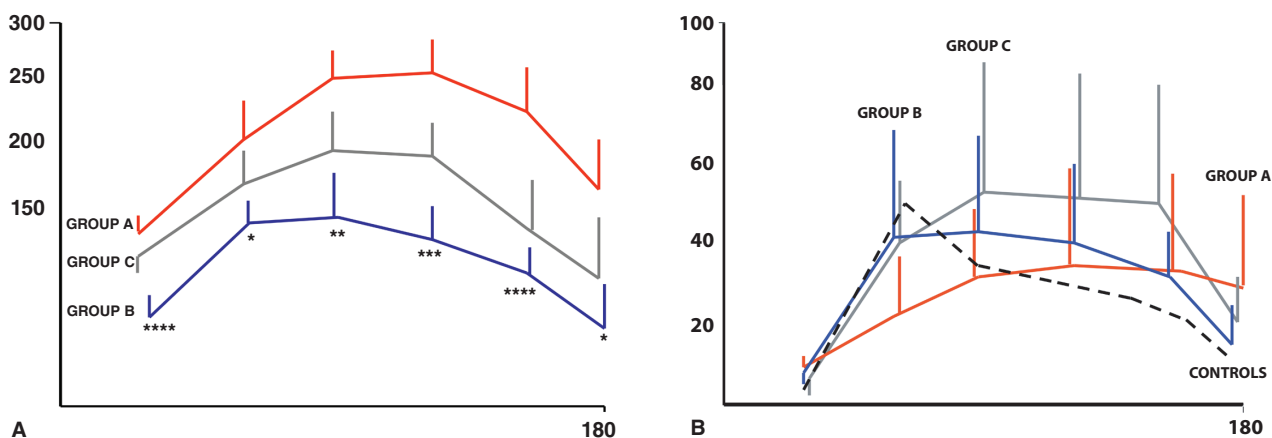 300
250
200
150
GROUP A
GROUP C
GROUP B
****
*
**
***
****
*
A
180
100
80
60
40
20
GROUP C
GROUP B
GROUP A
CONTROLS
B
180